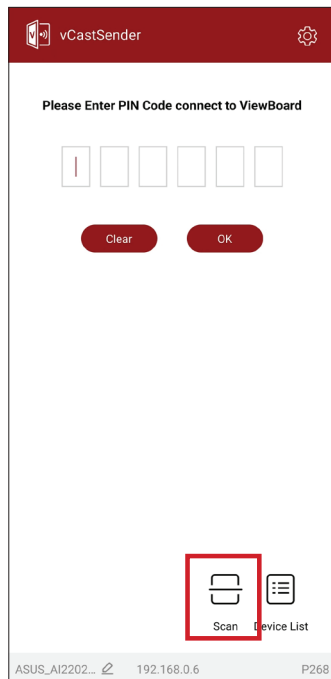 vCastSender
Please Enter PIN Code connect to ViewBoard
Clear OK
Scan Device List
ASUS_AI2202... 192.168.0.6 P268